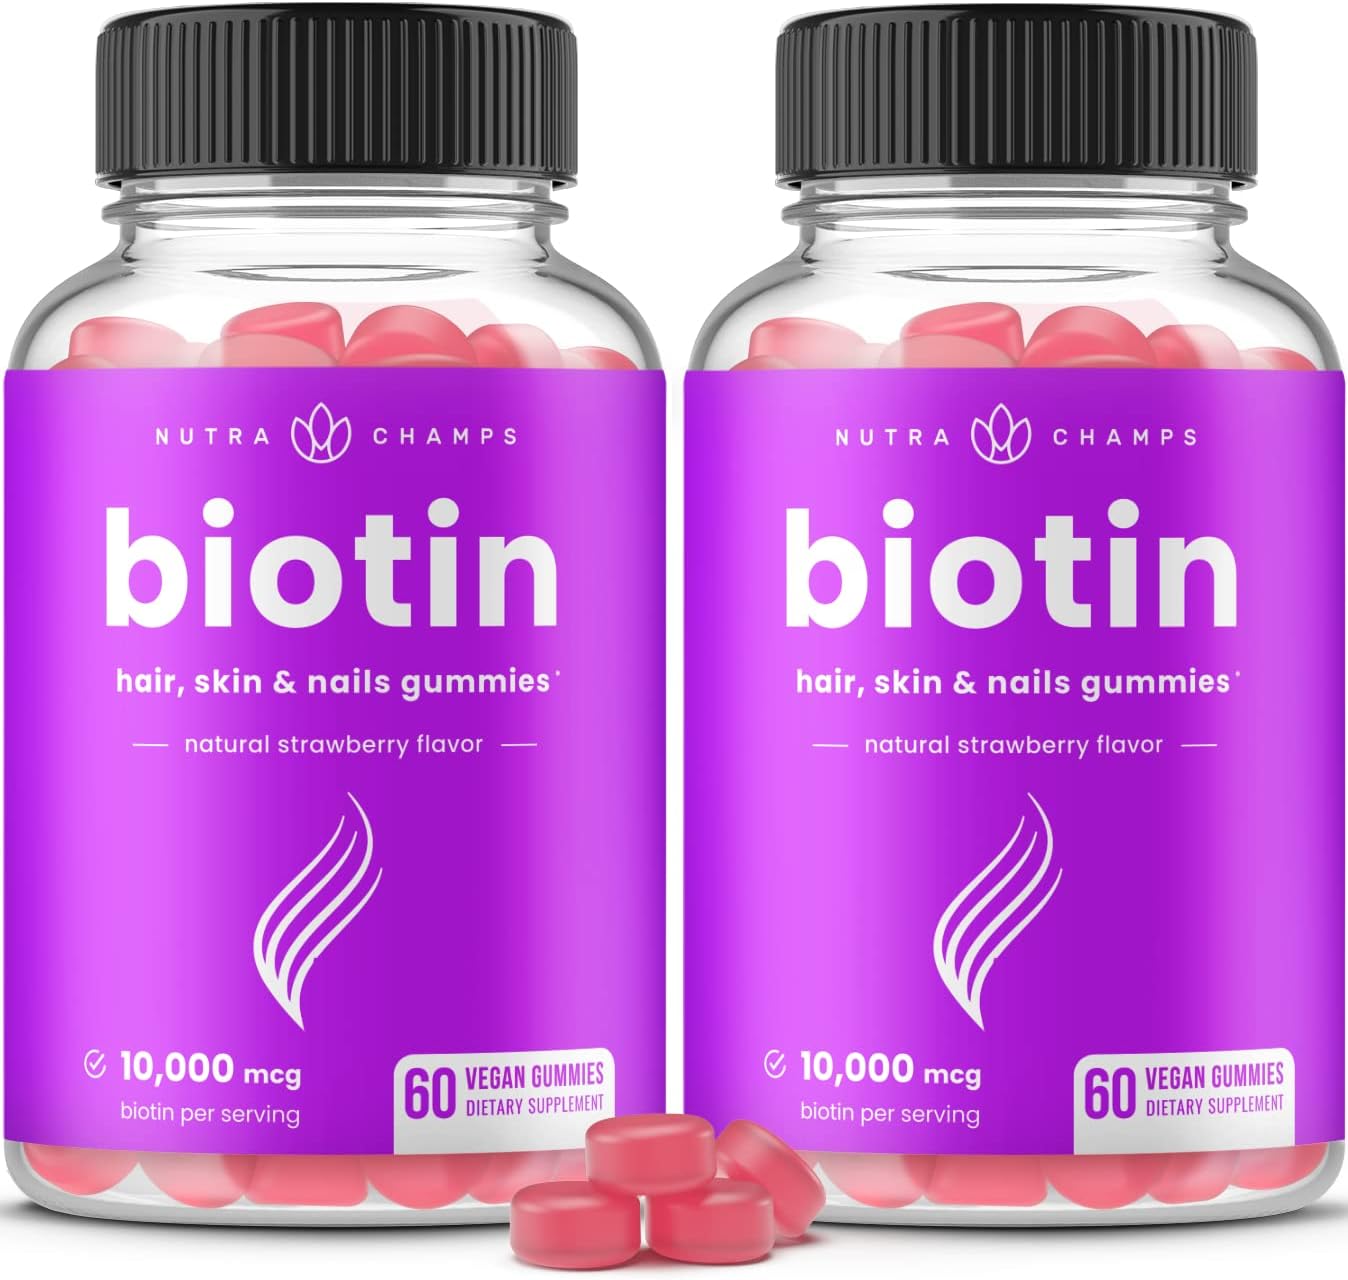 NUTRA CHAMPS
biotin
hair, skin & nails gummies*
natural strawberry flavor
10,000 mcg
biotin per serving
60 VEGAN GUMMIES
DIETARY SUPPLEMENT
NUTRA CHAMPS
biotin
hair, skin & nails gummies*
natural strawberry flavor
10,000 mcg
biotin per serving
60 VEGAN GUMMIES
DIETARY SUPPLEMENT